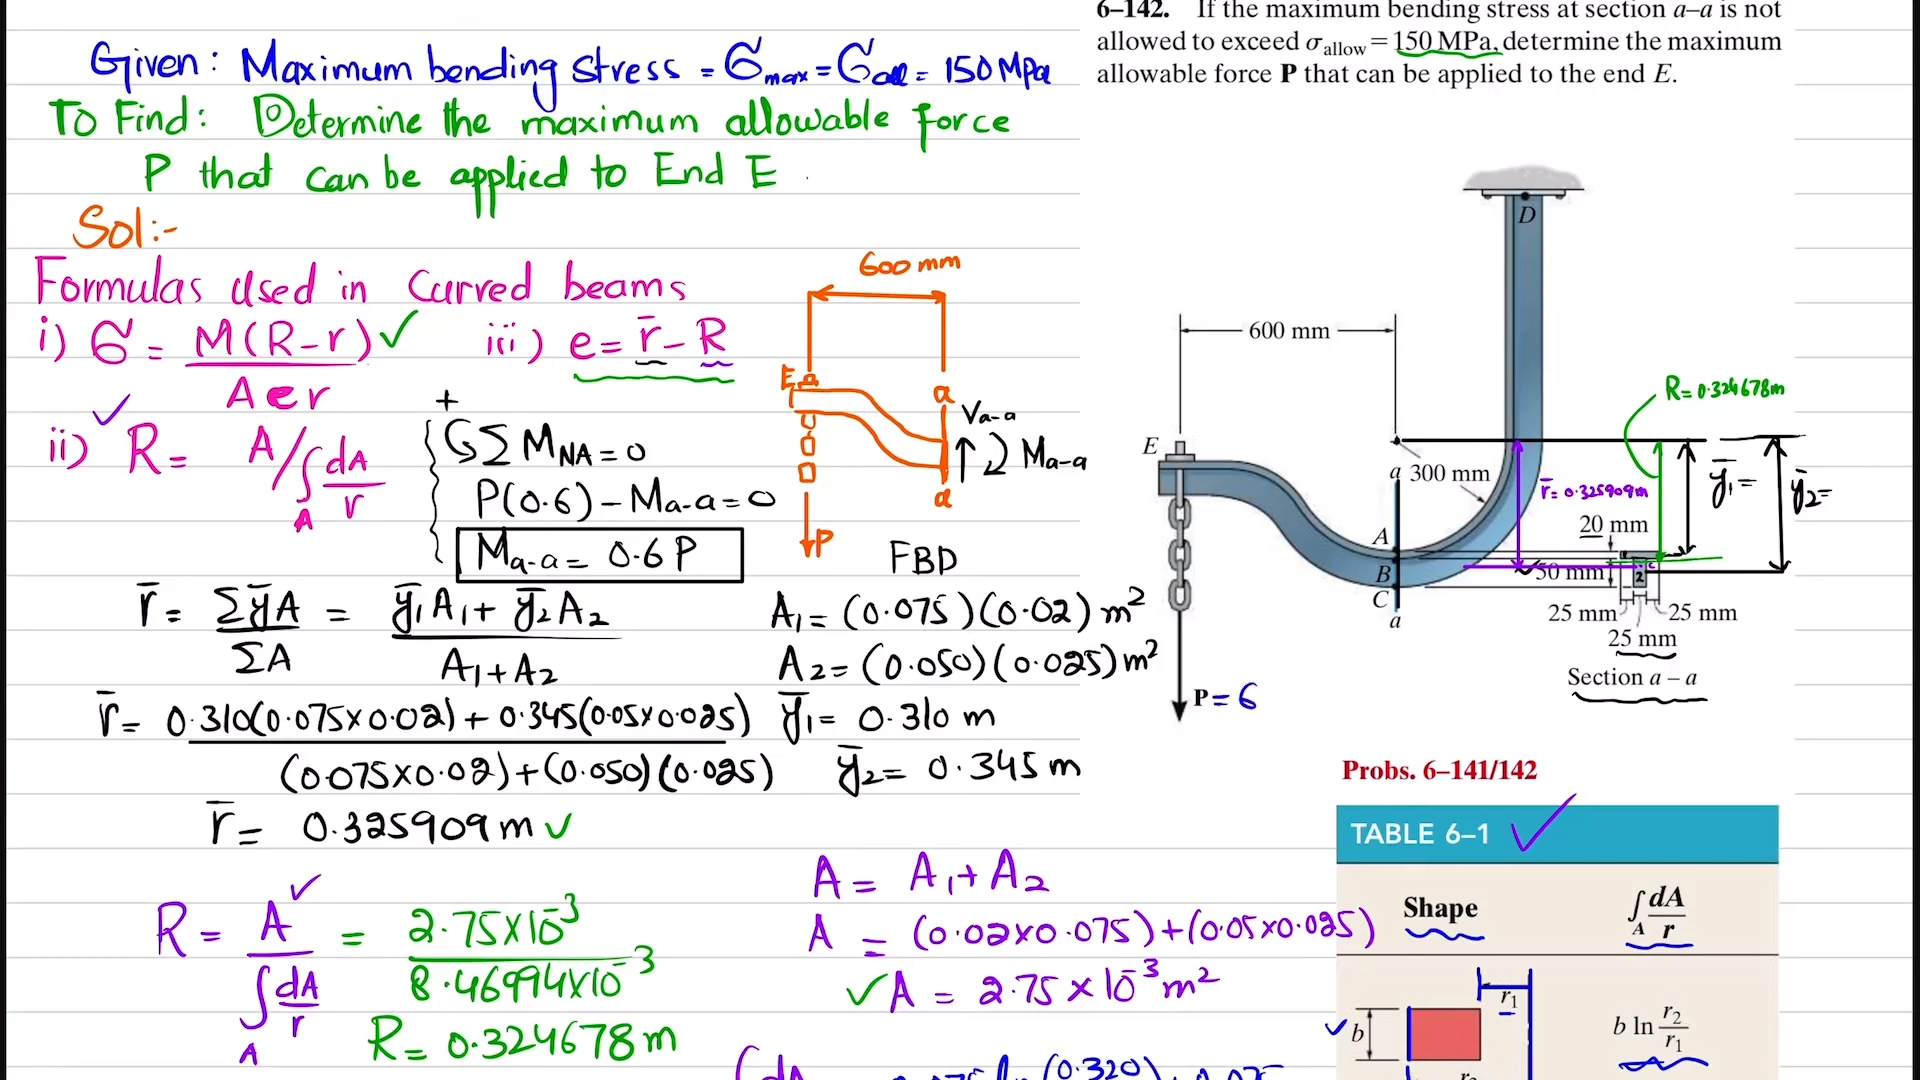 Given: Maximum bending stress = σmax = σall = 150 MPa
To Find: Determine the maximum allowable force
P that can be applied to End E.
Sol:-
Formulas Used in Curved beams
i) σ = M(R-r) / Aer ✓
iii) e = r̄ - R
ii) R = A / ∫A dA/r
+
↺ ΣM_NA = 0
P(0.6) - Ma-a = 0
Ma-a = 0.6 P
600 mm
E
a
a
Va-a
Ma-a
P
FBD
r̄ = ΣȳA / ΣA = (ȳ1A1 + ȳ2A2) / (A1 + A2)
A1 = (0.075)(0.02) m²
A2 = (0.050)(0.025) m²
r̄ = 0.310(0.075×0.02) + 0.345(0.05×0.025) / (0.075×0.02)+(0.050)(0.025)
ȳ1 = 0.310 m
ȳ2 = 0.345 m
r̄ = 0.325909 m ✓
R = A / ∫A dA/r = 2.75×10⁻³ / 8.46994×10⁻³
R = 0.324678 m
A = A1 + A2
A = (0.02×0.075)+(0.05×0.025)
✓ A = 2.75 × 10⁻³ m²
6–142. If the maximum bending stress at section a–a is not
allowed to exceed σallow = 150 MPa, determine the maximum
allowable force P that can be applied to the end E.
D
600 mm
R = 0.324678m
E
a
300 mm
r̄ = 0.325909m
ȳ1 =
ȳ2 =
20 mm
A
B
50 mm
2
C
a
25 mm
25 mm
25 mm
Section a – a
P = 6
Probs. 6–141/142
TABLE 6–1
Shape
∫A dA/r
r1
b
b ln r2/r1